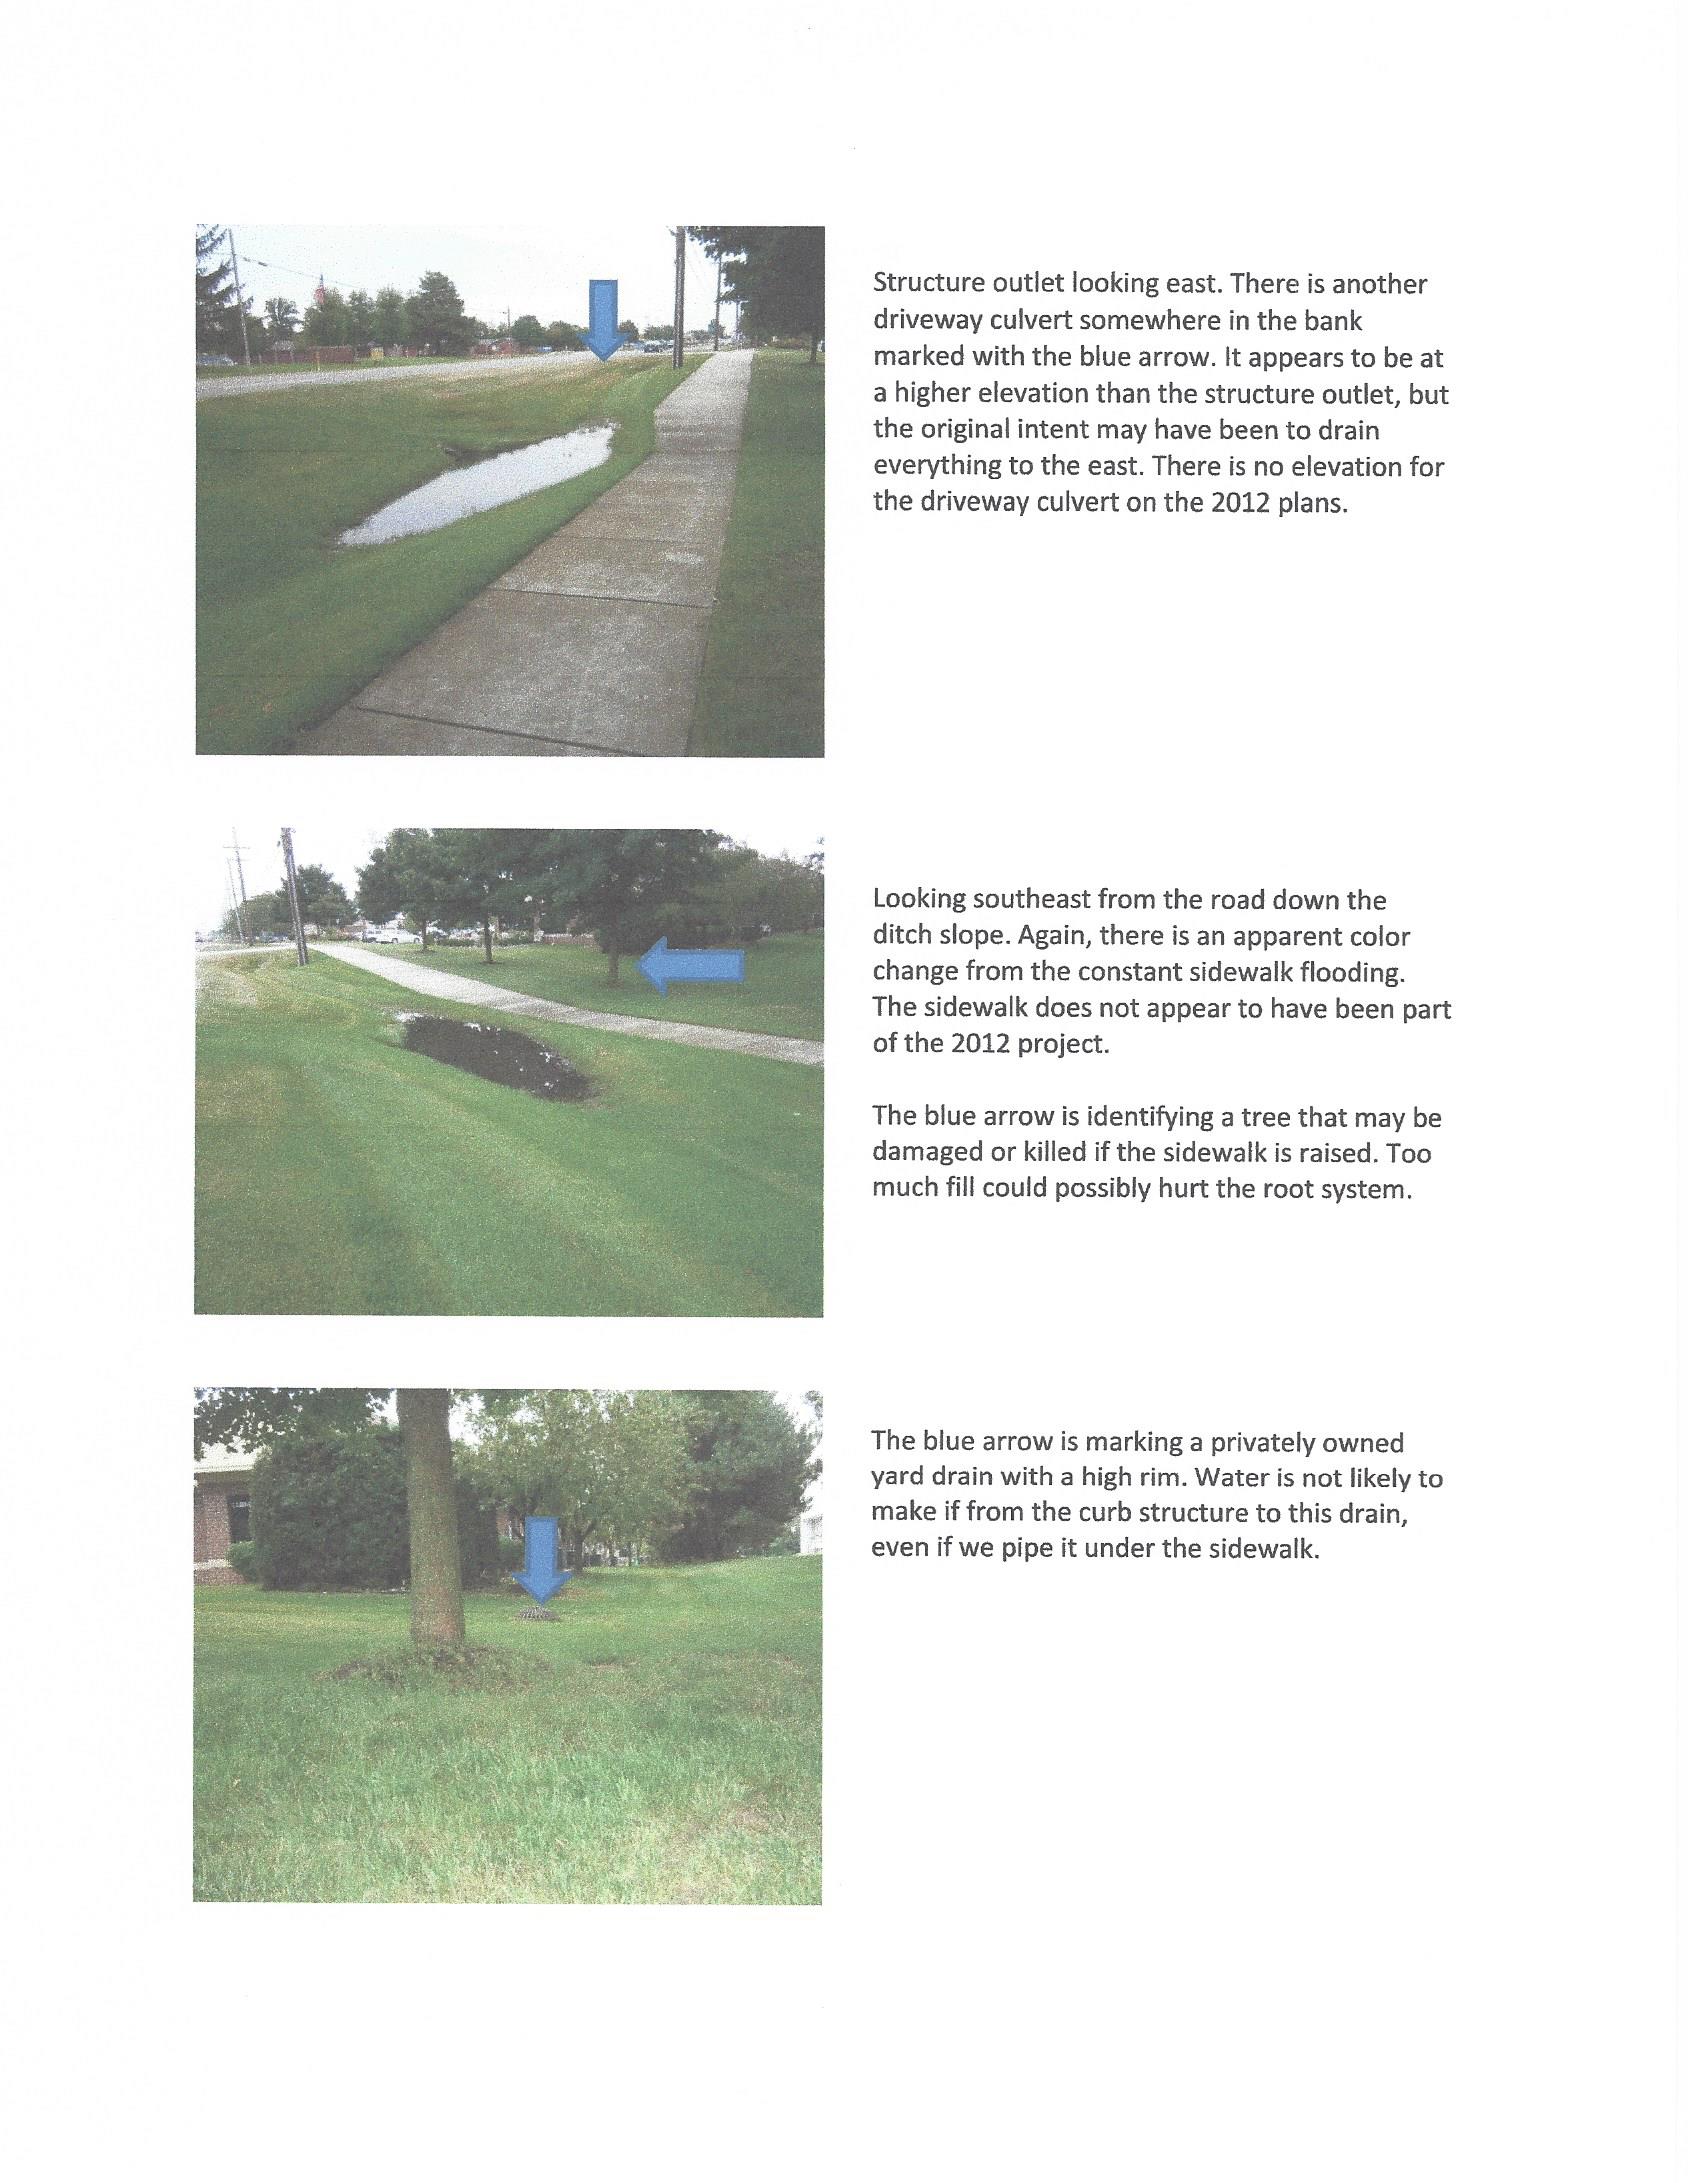 Structure outlet looking east. There is another
driveway culvert somewhere in the bank
marked with the blue arrow. It appears to be at
a higher elevation than the structure outlet, but
the original intent may have been to drain
everything to the east. There is no elevation for
the driveway culvert on the 2012 plans.
Looking southeast from the road down the
ditch slope. Again, there is an apparent color
change from the constant sidewalk flooding.
The sidewalk does not appear to have been part
of the 2012 project.
The blue arrow is identifying a tree that may be
damaged or killed if the sidewalk is raised. Too
much fill could possibly hurt the root system.
The blue arrow is marking a privately owned
yard drain with a high rim. Water is not likely to
make if from the curb structure to this drain,
even if we pipe it under the sidewalk.